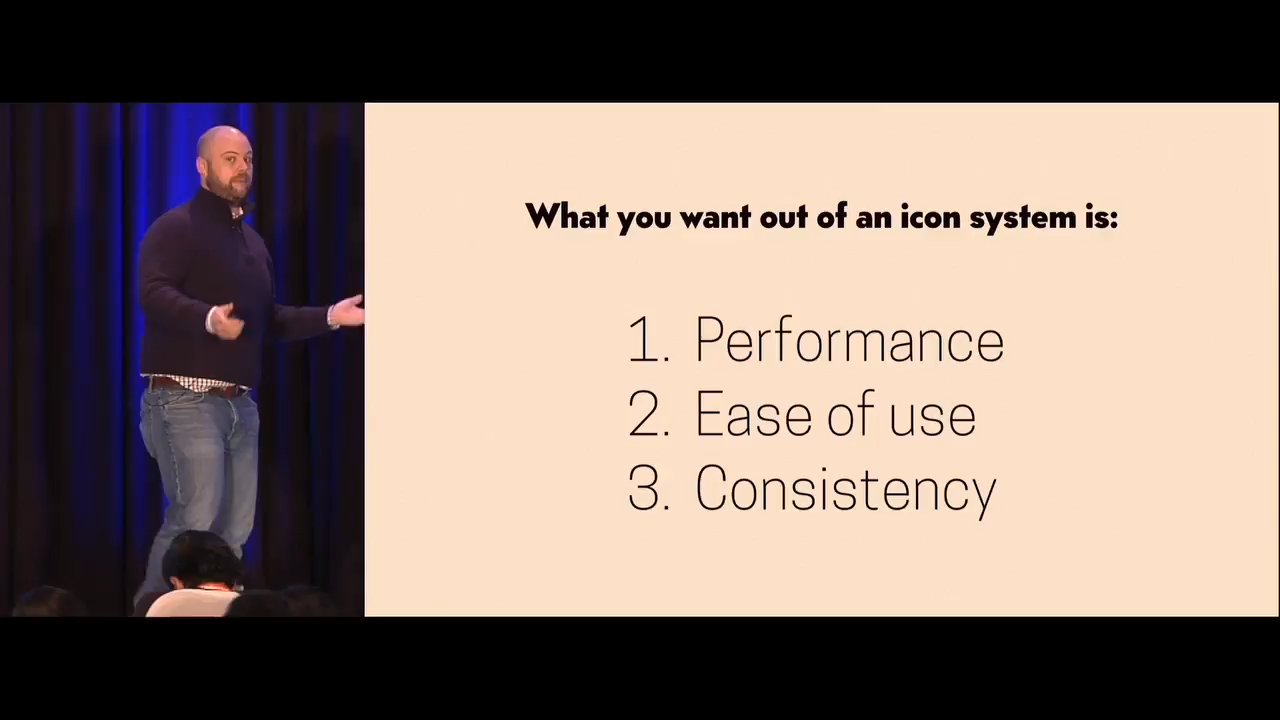 What you want out of an icon system is:
1. Performance
2. Ease of use
3. Consistency